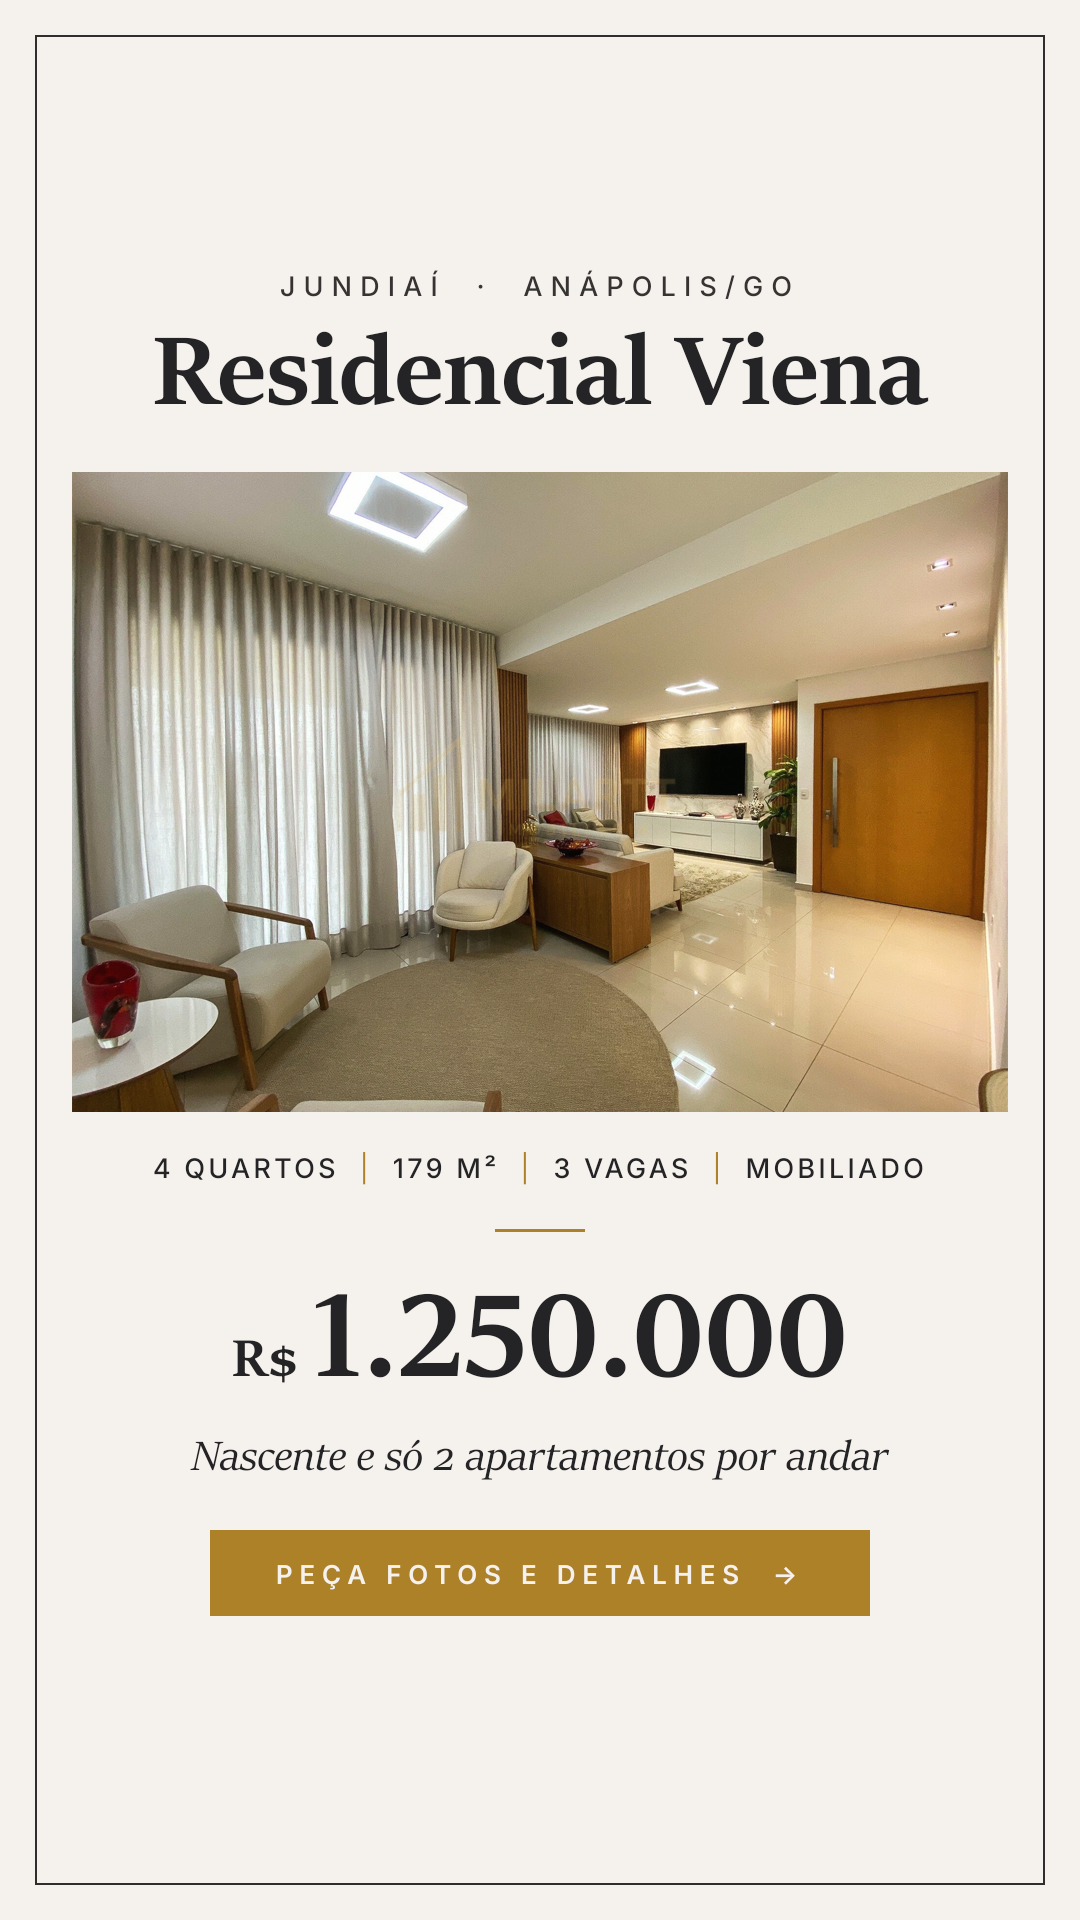 JUNDIAÍ · ANÁPOLIS/GO
Residencial Viena
4 QUARTOS | 179 M² | 3 VAGAS | MOBILIADO
R$ 1.250.000
Nascente e só 2 apartamentos por andar
PEÇA FOTOS E DETALHES →